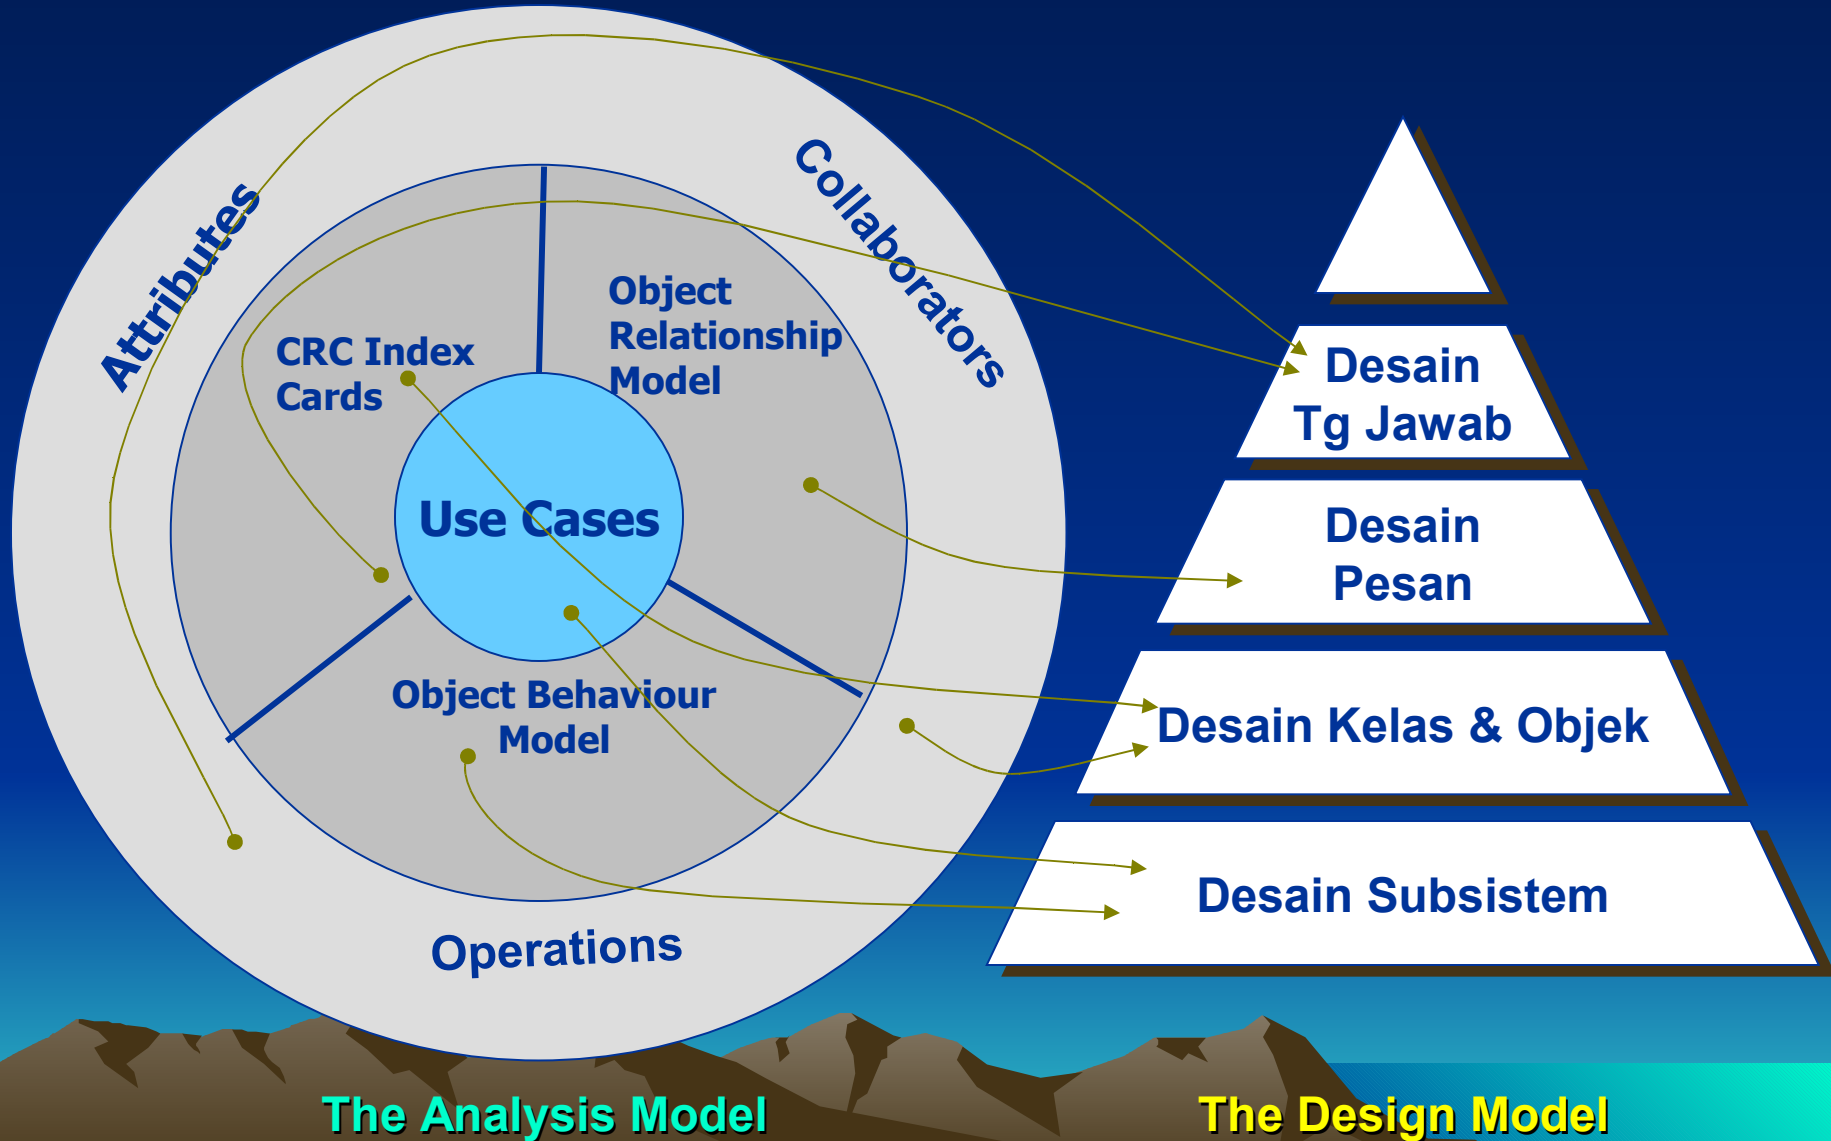 Attributes
Collaborators
CRC Index
Cards
Object
Relationship
Model
Use Cases
Object Behaviour
Model
Operations
Desain
Tg Jawab
Desain
Pesan
Desain Kelas & Objek
Desain Subsistem
The Analysis Model
The Design Model